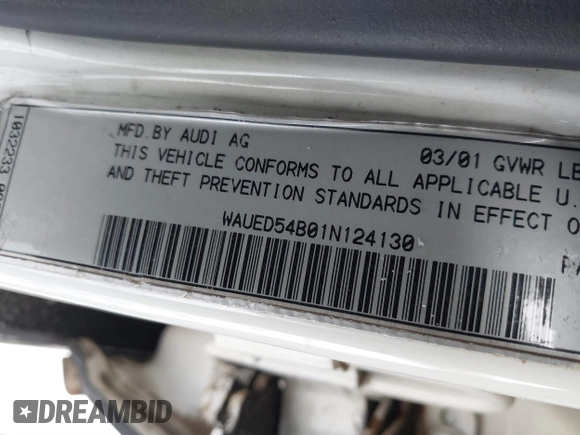 MFD.BY AUDI AG
03/01 GVWR LB
THIS VEHICLE CONFORMS TO ALL APPLICABLE U.
AND THEFT PREVENTION STANDARDS IN EFFECT O
WAUED54B01N124130
1032233
DREAMBID